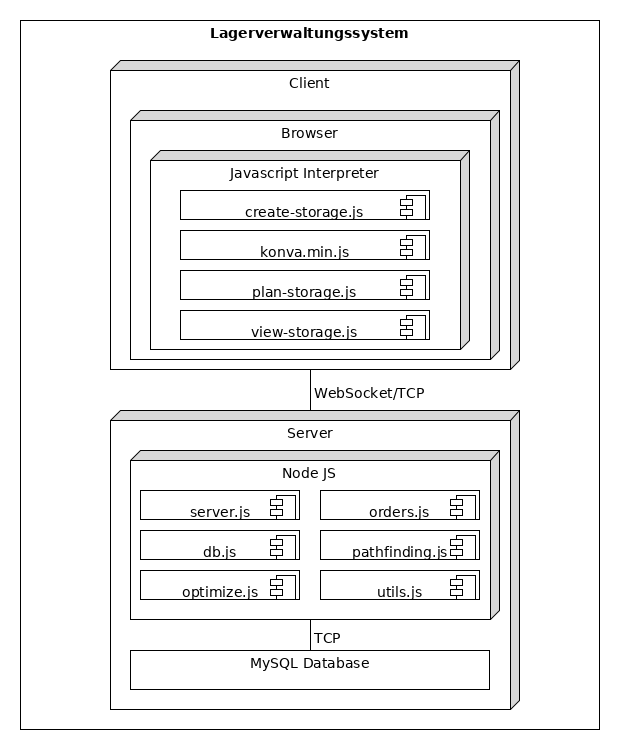 Lagerverwaltungssystem
Client
Browser
Javascript Interpreter
create-storage.js
konva.min.js
plan-storage.js
view-storage.js
WebSocket/TCP
Server
Node JS
server.js
orders.js
db.js
pathfinding.js
optimize.js
utils.js
TCP
MySQL Database